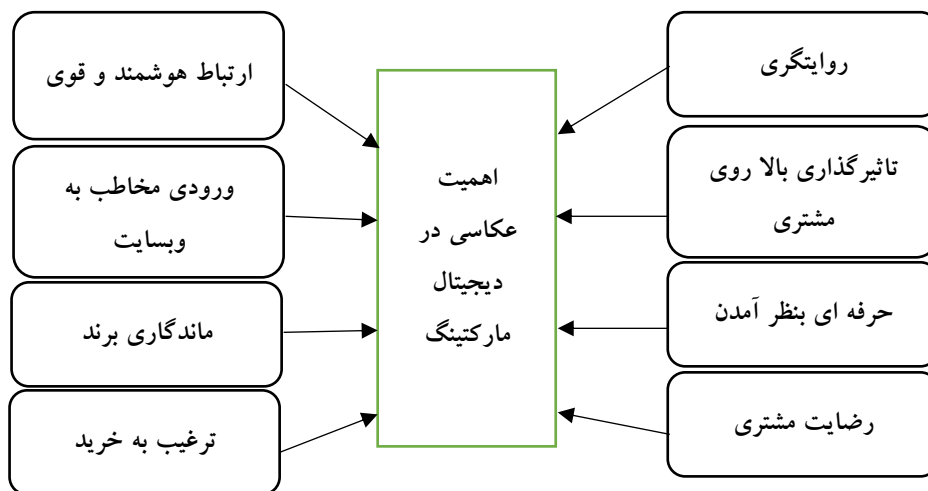 روایتگری
تاثیرگذاری بالا روی
مشتری
حرفه ای بنظر آمدن
رضایت مشتری
اهمیت
عکاسی در
دیجیتال
مارکتینگ
ارتباط هوشمند و قوی
ورودی مخاطب به
وبسایت
ماندگاری برند
ترغیب به خرید